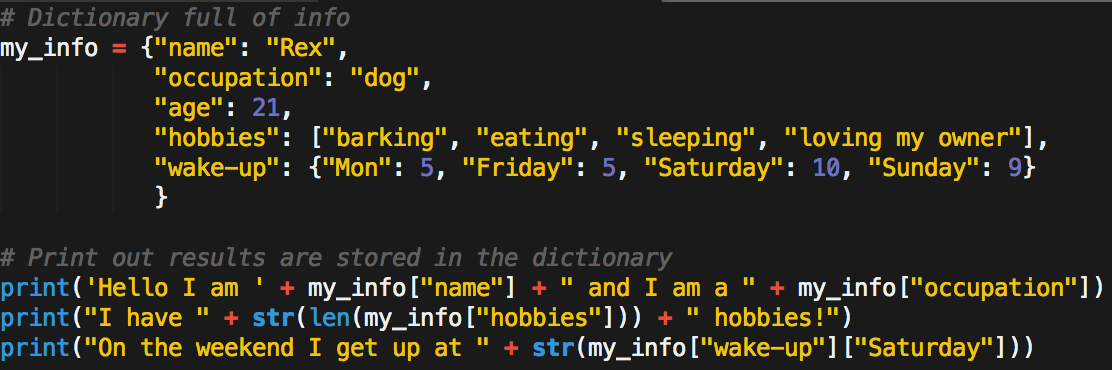 # Dictionary full of info
my_info = {"name": "Rex",
           "occupation": "dog",
           "age": 21,
           "hobbies": ["barking", "eating", "sleeping", "loving my owner"],
           "wake-up": {"Mon": 5, "Friday": 5, "Saturday": 10, "Sunday": 9}
           }

# Print out results are stored in the dictionary
print('Hello I am ' + my_info["name"] + " and I am a " + my_info["occupation"])
print("I have " + str(len(my_info["hobbies"])) + " hobbies!")
print("On the weekend I get up at " + str(my_info["wake-up"]["Saturday"]))